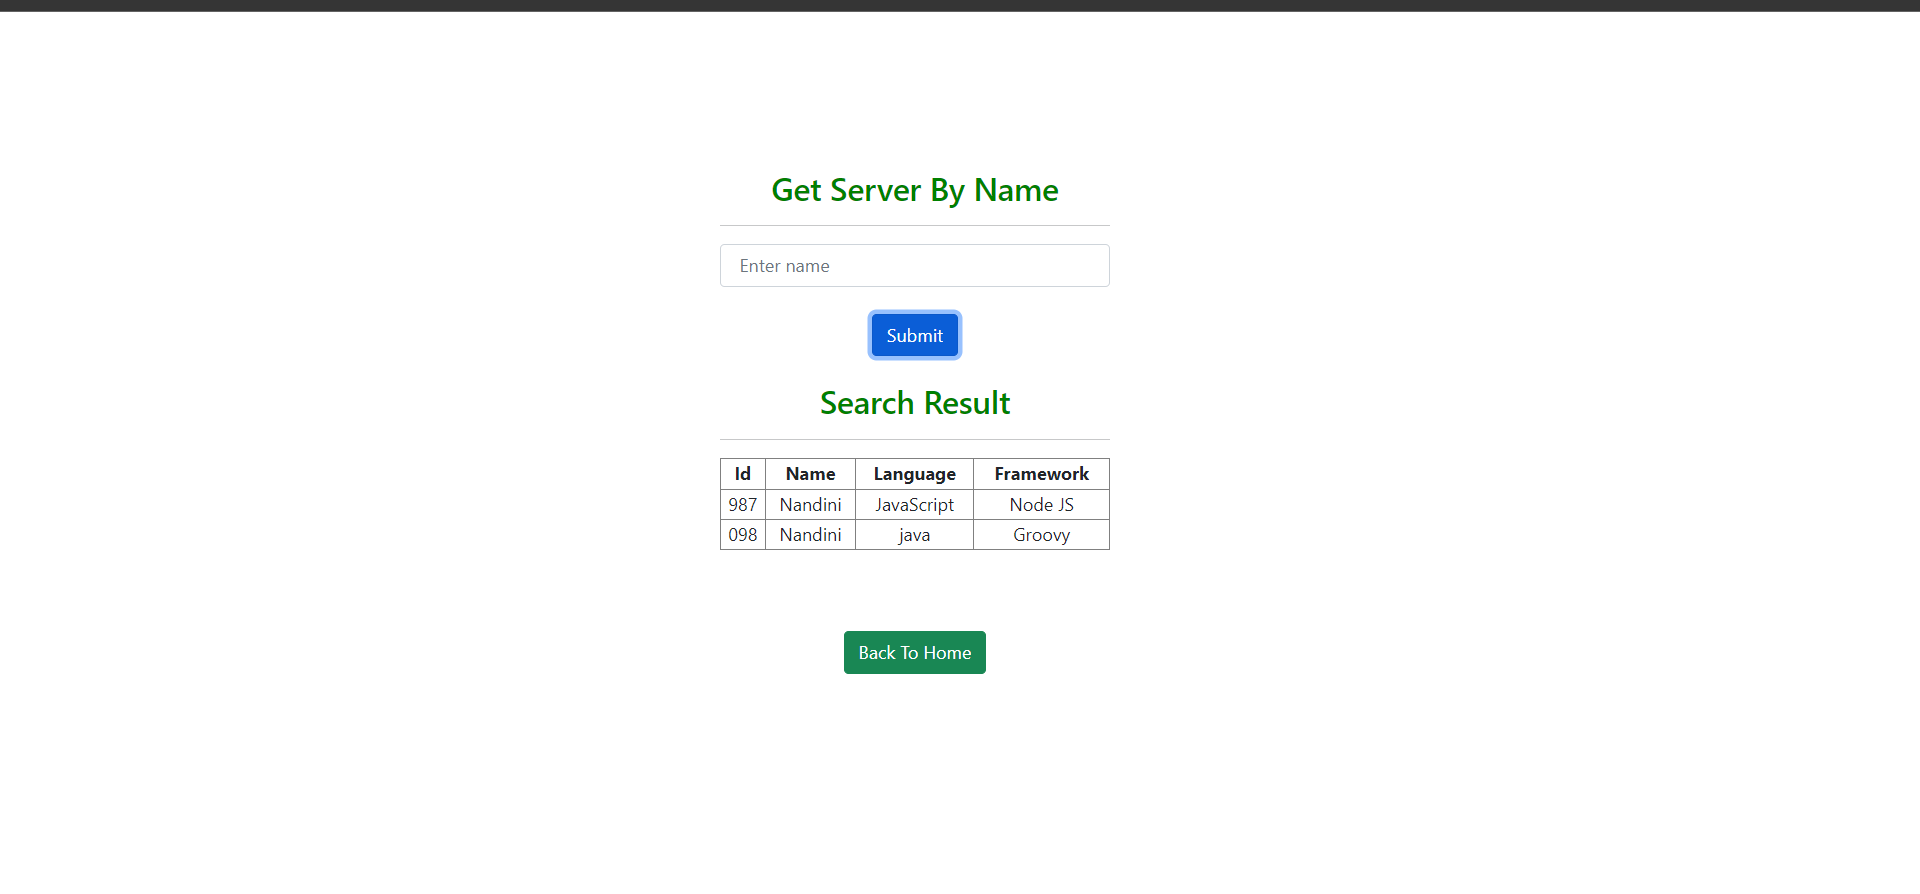 Get Server By Name
Enter name
Submit
Search Result
Id Name Language Framework
987 Nandini JavaScript Node JS
098 Nandini java Groovy
Back To Home